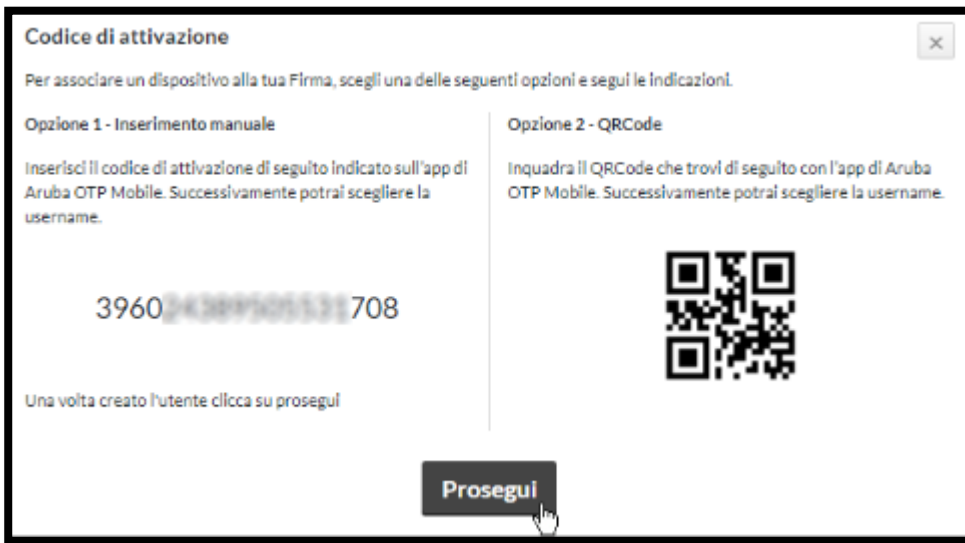 Codice di attivazione
Per associare un dispositivo alla tua Firma, scegli una delle seguenti opzioni e segui le indicazioni.
Opzione 1 - Inserimento manuale
Inserisci il codice di attivazione di seguito indicato sull'app di
Aruba OTP Mobile. Successivamente potrai scegliere la
username.
3960 708
Una volta creato l'utente clicca su prosegui
Opzione 2 - QRCode
Inquadra il QRCode che trovi di seguito con l'app di Aruba
OTP Mobile. Successivamente potrai scegliere la username.
Prosegui